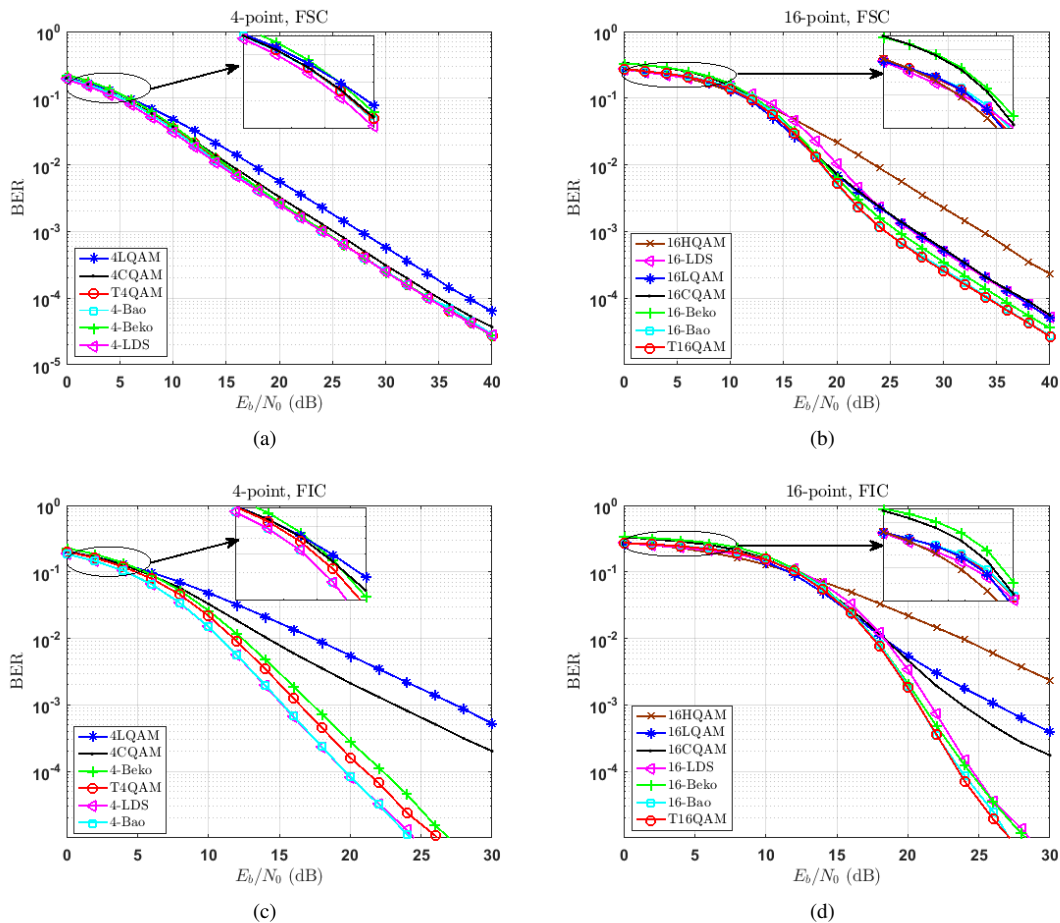 4-point, FSC
10^0
10^-1
10^-2
10^-3
10^-4
10^-5
BER
4LQAM
4CQAM
T4QAM
4-Bao
4-Beko
4-LDS
0 5 10 15 20 25 30 35 40
E_b/N_0 (dB)
(a)
16-point, FSC
10^0
10^-1
10^-2
10^-3
10^-4
10^-5
BER
16HQAM
16-LDS
16LQAM
16CQAM
16-Beko
16-Bao
T16QAM
0 5 10 15 20 25 30 35 40
E_b/N_0 (dB)
(b)
4-point, FIC
10^0
10^-1
10^-2
10^-3
10^-4
BER
4LQAM
4CQAM
4-Beko
T4QAM
4-LDS
4-Bao
0 5 10 15 20 25 30
E_b/N_0 (dB)
(c)
16-point, FIC
10^0
10^-1
10^-2
10^-3
10^-4
BER
16HQAM
16LQAM
16CQAM
16-LDS
16-Beko
16-Bao
T16QAM
0 5 10 15 20 25 30
E_b/N_0 (dB)
(d)